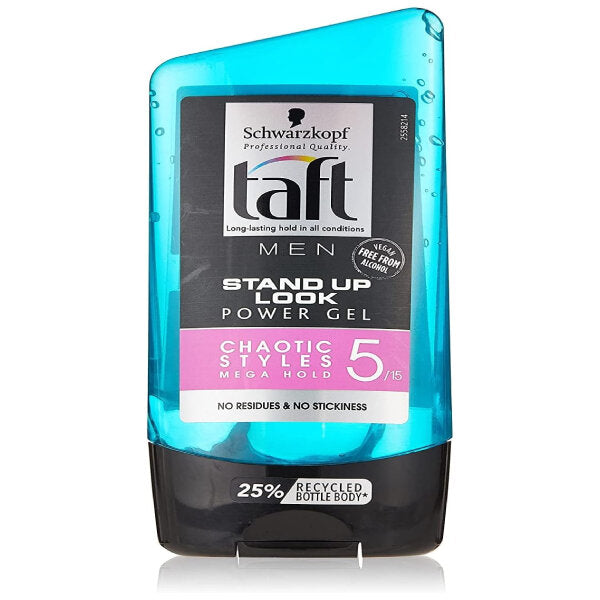 Schwarzkopf
Professional Quality.
taft
Long-lasting hold in all conditions
MEN
VEGAN
FREE FROM
ALCOHOL
STAND UP
LOOK
POWER GEL
CHAOTIC
STYLES
MEGA HOLD
5/15
NO RESIDUES & NO STICKINESS
25% RECYCLED
BOTTLE BODY*
2558214